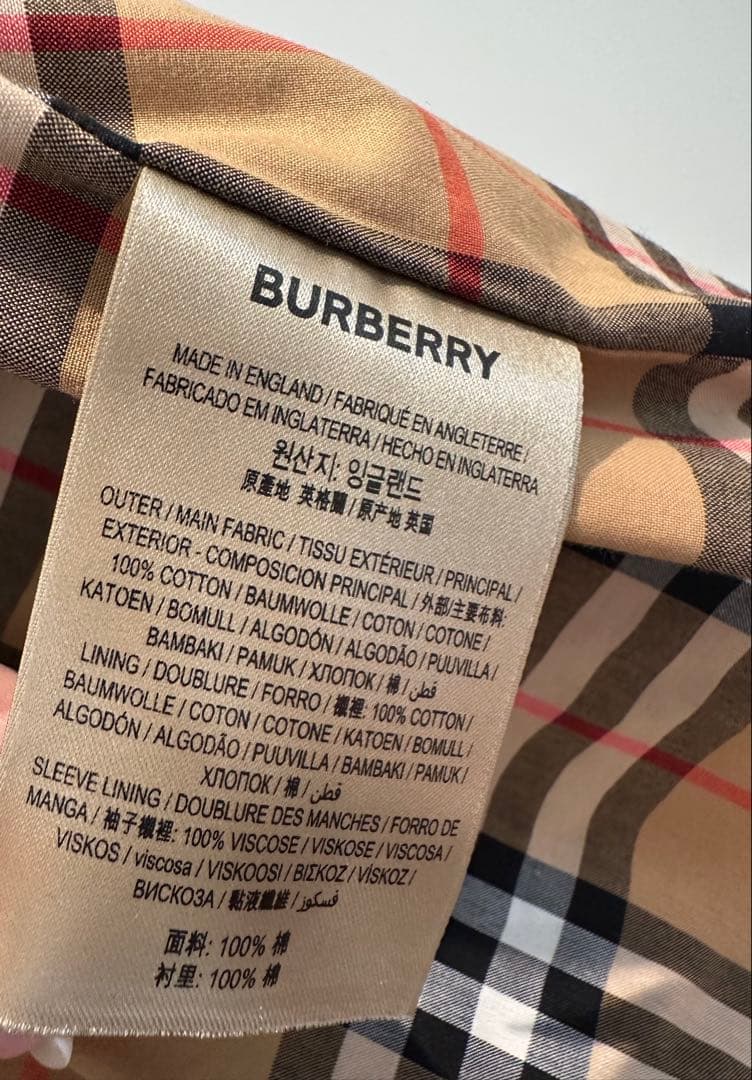 BURBERRY
MADE IN ENGLAND / FABRIQUÉ EN ANGLETERRE /
FABRICADO EM INGLATERRA / HECHO EN INGLATERRA
원산지: 잉글랜드
原產地 英格蘭 / 原产地 英国
OUTER / MAIN FABRIC / TISSU EXTÉRIEUR / PRINCIPAL /
EXTERIOR - COMPOSICION PRINCIPAL / 外部/主要布料:
100% COTTON / BAUMWOLLE / COTON / COTONE /
KATOEN / BOMULL / ALGODÓN / ALGODÃO / PUUVILLA /
BAMBAKI / PAMUK / ХЛОПОК / 棉 / قطن /
LINING / DOUBLURE / FORRO / 襯裡: 100% COTTON /
BAUMWOLLE / COTON / COTONE / KATOEN / BOMULL /
ALGODÓN / ALGODÃO / PUUVILLA / BAMBAKI / PAMUK /
ХЛОПОК / 棉 / قطن
SLEEVE LINING / DOUBLURE DES MANCHES / FORRO DE
MANGA / 袖子襯裡: 100% VISCOSE / VISKOSE / VISCOSA /
VISKOS / viscosa / VISKOOSI / ΒΙΣΚΟΖ / VİSKOZ /
ВИСКОЗА / 黏液纖維 / فسكوز
面料: 100% 棉
衬里: 100% 棉